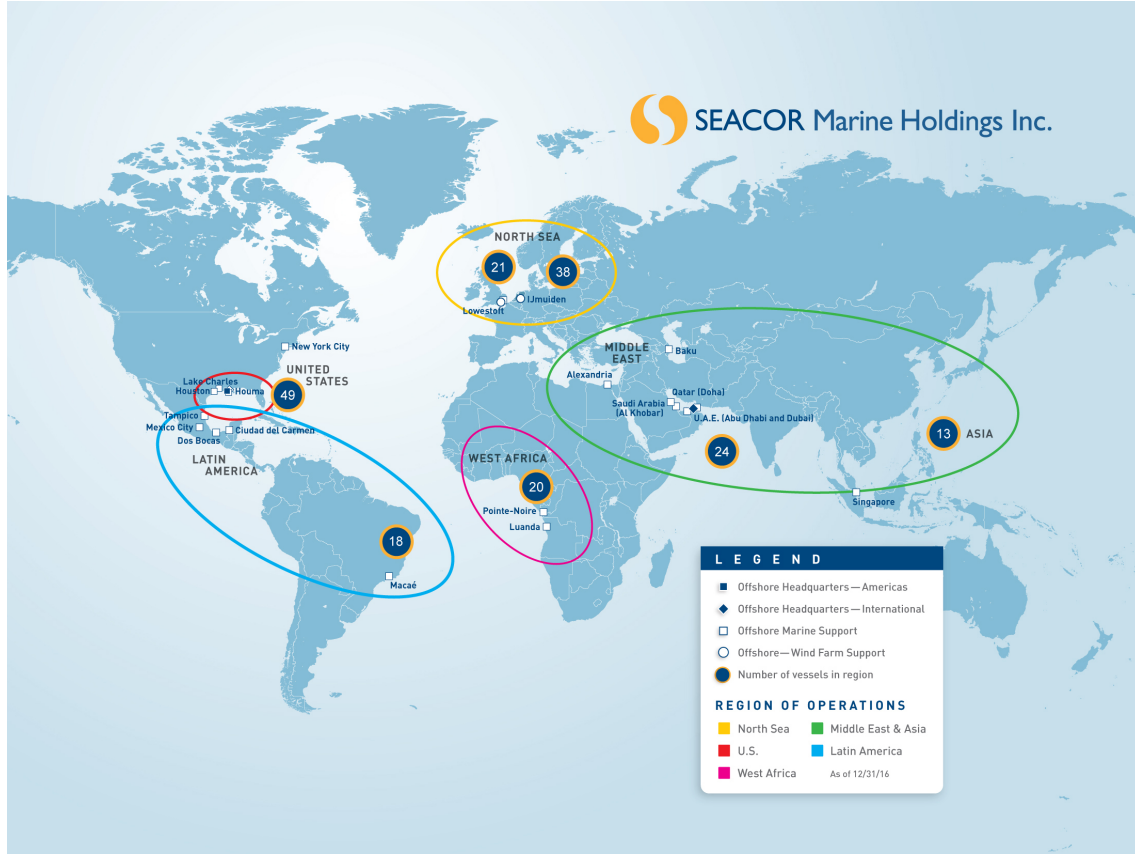 SEACOR Marine Holdings Inc.
NORTH SEA
21
38
IJmuiden
Lowestoft
New York City
UNITED
STATES
Lake Charles
Houston
Houma
49
Tampico
Mexico City
Ciudad del Carmen
Dos Bocas
LATIN
AMERICA
18
Macaé
WEST AFRICA
20
Pointe-Noire
Luanda
MIDDLE
EAST
Baku
Alexandria
Qatar (Doha)
Saudi Arabia
(Al Khobar)
U.A.E. (Abu Dhabi and Dubai)
24
13
ASIA
Singapore
LEGEND
Offshore Headquarters—Americas
Offshore Headquarters—International
Offshore Marine Support
Offshore—Wind Farm Support
Number of vessels in region
REGION OF OPERATIONS
North Sea
Middle East & Asia
U.S.
Latin America
West Africa
As of 12/31/16